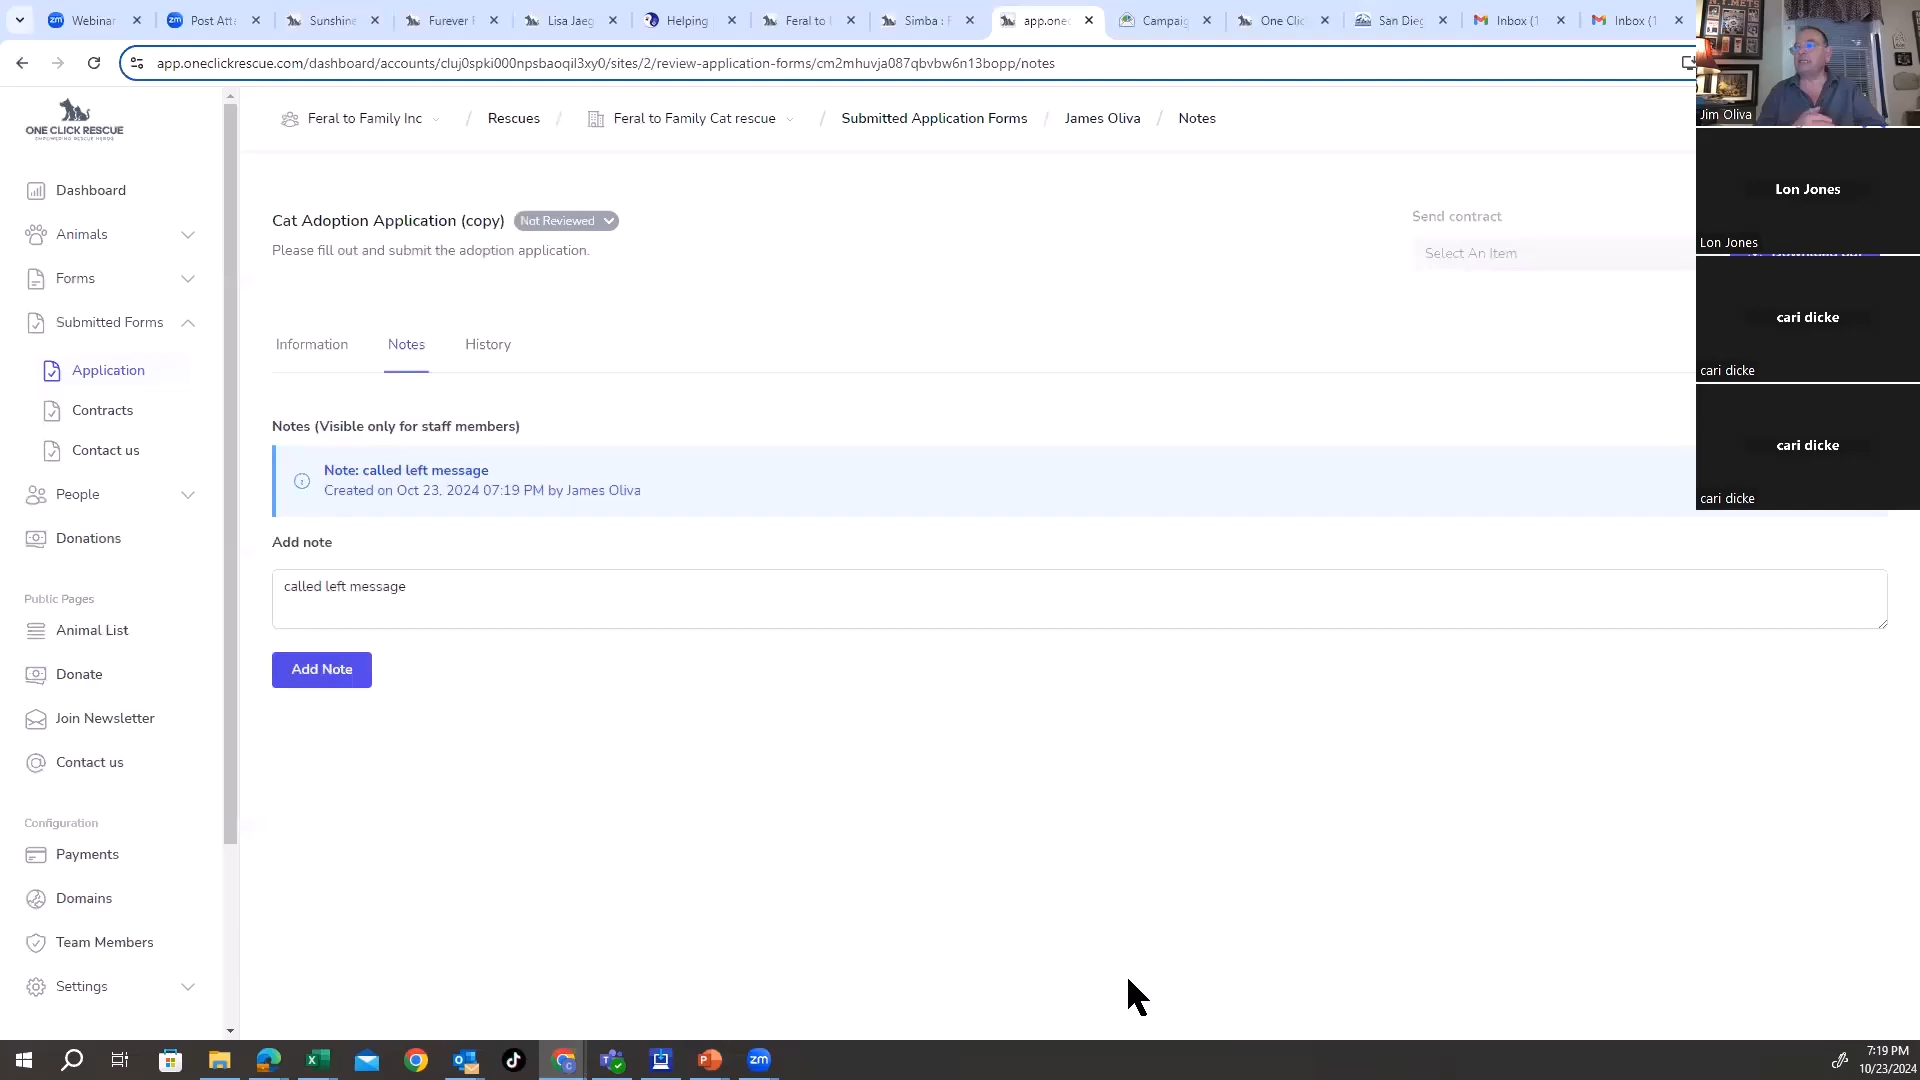 Webinar
Post Att
Sunshine
Furever
Lisa Jaeg
Helping
Feral to
Simba :
app.onec
Campaig
One Clic
San Dieg
Inbox (1
Inbox (1
app.oneclickrescue.com/dashboard/accounts/cluj0spki000npsbaoqil3xy0/sites/2/review-application-forms/cm2mhuvja087qbvbw6n13bopp/notes
ONE CLICK RESCUE
EMPOWERING RESCUE HEROS
Feral to Family Inc / Rescues / Feral to Family Cat rescue / Submitted Application Forms / James Oliva / Notes
Dashboard
Animals
Forms
Submitted Forms
Application
Contracts
Contact us
People
Donations
Public Pages
Animal List
Donate
Join Newsletter
Contact us
Configuration
Payments
Domains
Team Members
Settings
Cat Adoption Application (copy) Not Reviewed
Please fill out and submit the adoption application.
Send contract
Select An Item
Information
Notes
History
Notes (Visible only for staff members)
Note: called left message
Created on Oct 23, 2024 07:19 PM by James Oliva
Add note
called left message
Add Note
Jim Oliva
Lon Jones
Lon Jones
cari dicke
cari dicke
cari dicke
cari dicke
7:19 PM
10/23/2024